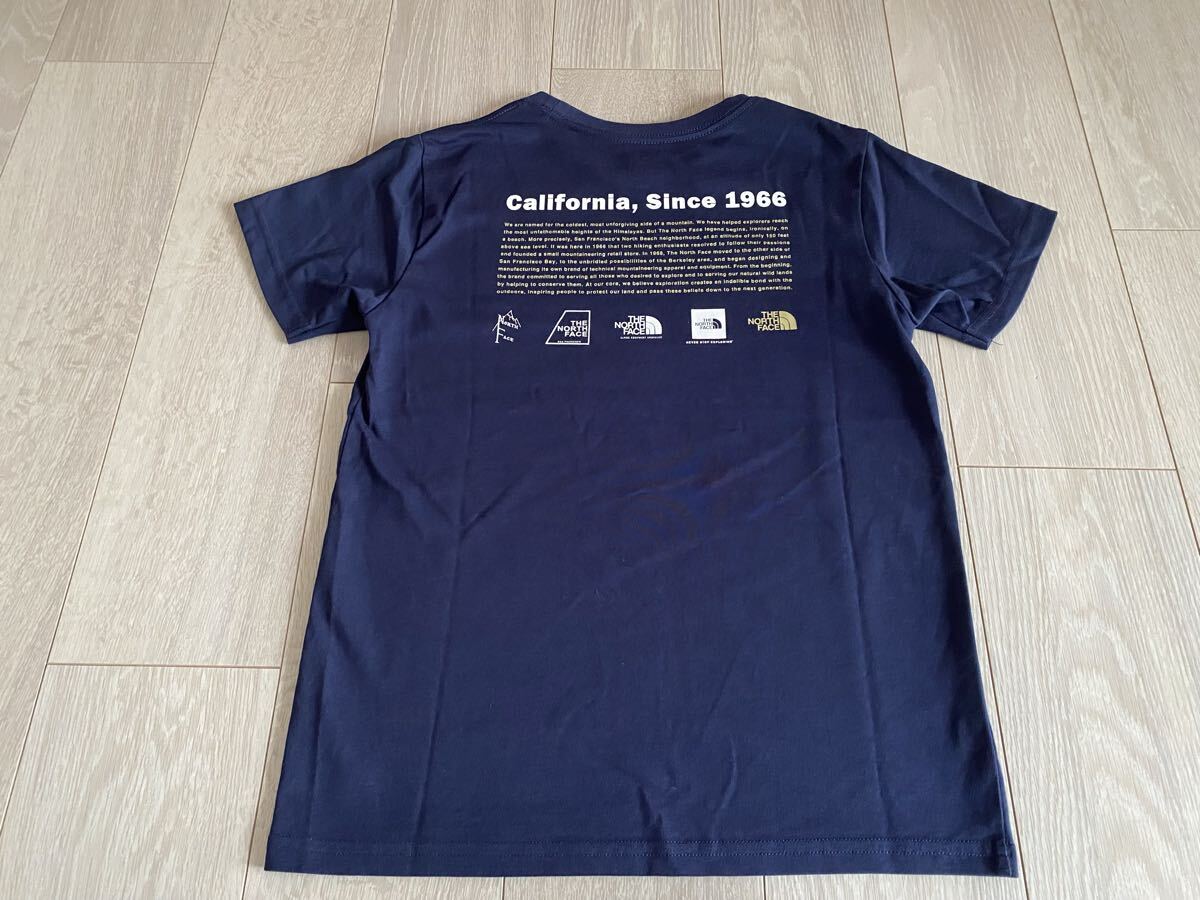 California, Since 1966
We are named for the coldest, most unforgiving side of a mountain. We have helped explorers reach
the most unfathomable heights of the Himalayas. But The North Face legend begins, ironically, on
a beach. More precisely, San Francisco's North Beach neighborhood, at an altitude of only 150 feet
above sea level. It was here in 1966 that two hiking enthusiasts resolved to follow their passions
and founded a small mountaineering retail store. In 1968, The North Face moved to the other side of
San Francisco Bay, to the unbridled possibilities of the Berkeley area, and began designing and
manufacturing its own brand of technical mountaineering apparel and equipment. From the beginning,
the brand committed to serving all those who desired to explore and to serving our natural wild lands
by helping to conserve them. At our core, we believe exploration creates an indelible bond with the
outdoors, inspiring people to protect our land and pass these beliefs down to the next generation.
NORTH
FACE
THE
NORTH
FACE
SAN FRANCISCO
THE
NORTH
FACE
ALPINE EQUIPMENT
THE
NORTH
FACE
NEVER STOP EXPLORING
THE
NORTH
FACE